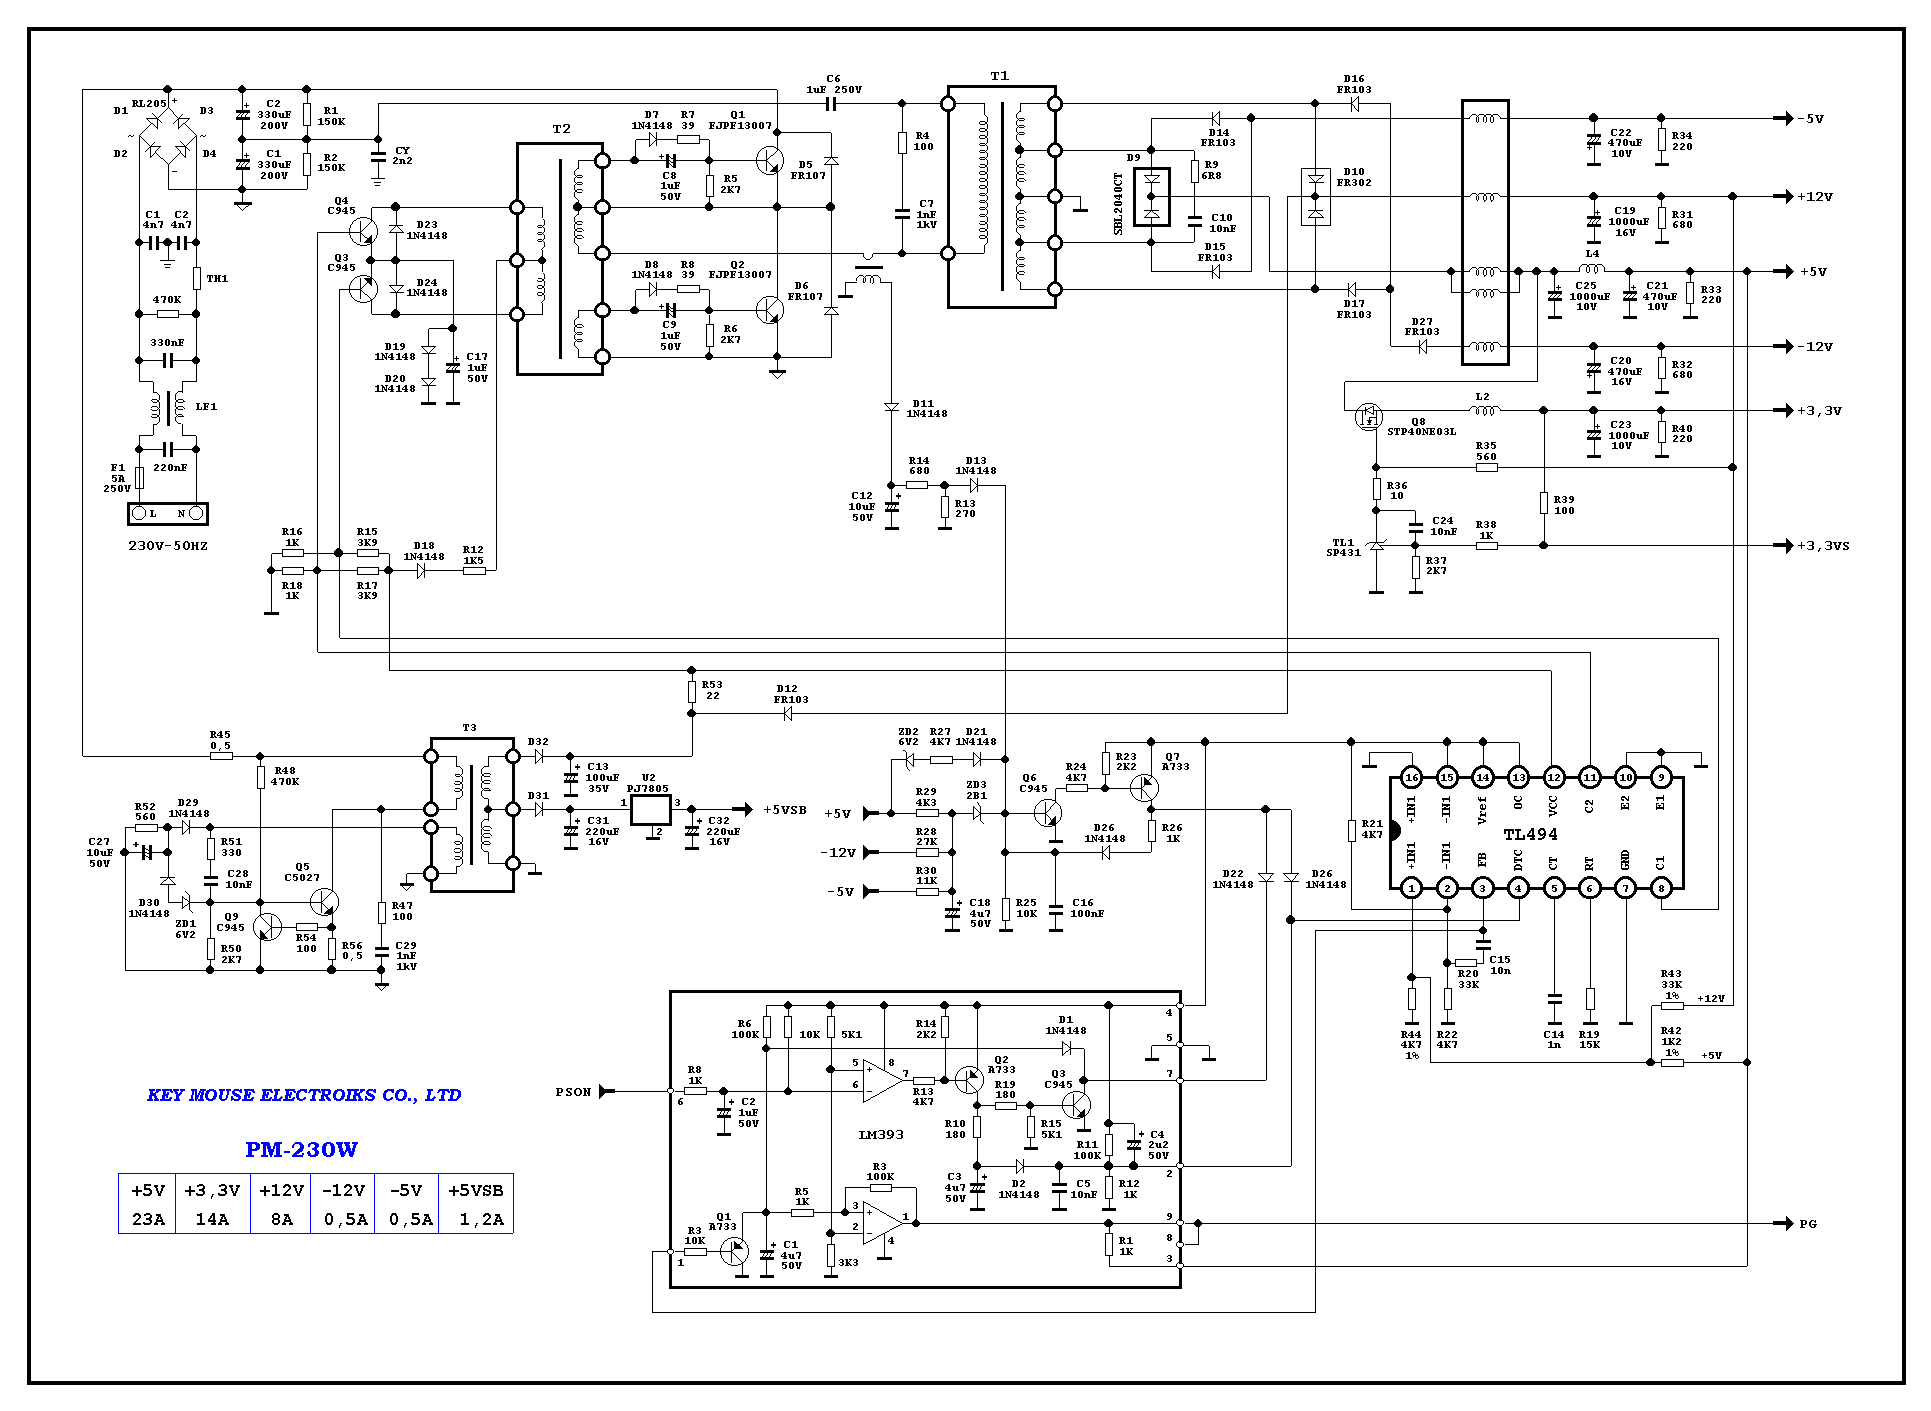 D1
RL205
+
D3
~
~
D2
D4
-
C2
330uF
200V
R1
150K
C1
330uF
200V
R2
150K
CY
2n2
C1
4n7
C2
4n7
TH1
470K
330nF
LF1
220nF
F1
5A
250V
L
N
230V-50HZ
Q4
C945
Q3
C945
D23
1N4148
D24
1N4148
D19
1N4148
D20
1N4148
C17
1uF
50V
T2
D7
1N4148
R7
39
Q1
FJPF13007
C8
1uF
50V
R5
2K7
D5
FR107
D8
1N4148
R8
39
Q2
FJPF13007
C9
1uF
50V
R6
2K7
D6
FR107
C6
1uF 250V
R4
100
C7
1nF
1kV
T1
D16
FR103
D14
FR103
D9
SBL2040CT
R9
6R8
C10
10nF
D15
FR103
D10
FR302
D17
FR103
D27
FR103
C22
470uF
10V
R34
220
-5V
C19
1000uF
16V
R31
680
+12V
L4
C25
1000uF
10V
C21
470uF
10V
R33
220
+5V
C20
470uF
16V
R32
680
-12V
L2
Q8
STP40NE03L
C23
1000uF
10V
R40
220
+3,3V
R35
560
R36
10
R39
100
C24
10nF
R38
1K
TL1
SP431
R37
2K7
+3,3VS
D11
1N4148
R14
680
D13
1N4148
C12
10uF
50V
R13
270
R16
1K
R15
3K9
D18
1N4148
R12
1K5
R18
1K
R17
3K9
R53
22
D12
FR103
R45
0,5
R48
470K
T3
D32
C13
100uF
35V
U2
PJ7805
1
3
2
D31
C31
220uF
16V
C32
220uF
16V
+5VSB
R52
560
D29
1N4148
C27
10uF
50V
R51
330
C28
10nF
Q5
C5027
D30
1N4148
ZD1
6V2
Q9
C945
R54
100
R50
2K7
R56
0,5
R47
100
C29
1nF
1kV
ZD2
6V2
R27
4K7
D21
1N4148
+5V
R29
4K3
ZD3
2B1
-12V
R28
27K
-5V
R30
11K
C18
4u7
50V
R25
10K
C16
100nF
Q6
C945
R24
4K7
R23
2K2
Q7
A733
D26
1N4148
R26
1K
D22
1N4148
D26
1N4148
R21
4K7
16 15 14 13 12 11 10 9
+IN1 -IN1 Vref OC VCC C2 E2 E1
TL494
+IN1 -IN1 FB DTC CT RT GND C1
1 2 3 4 5 6 7 8
C15
10n
R20
33K
R44
4K7
1%
R22
4K7
C14
1n
R19
15K
R43
33K
1%
+12V
R42
1K2
1%
+5V
PSON
6
R8
1K
C2
1uF
50V
R6
100K
10K
5K1
R14
2K2
5
8
6
7
+
-
R13
4K7
LM393
Q2
A733
D1
1N4148
R19
180
Q3
C945
R10
180
R15
5K1
R11
100K
C4
2u2
50V
C3
4u7
50V
D2
1N4148
C5
10nF
R12
1K
R3
100K
R5
1K
3
2
1
4
+
-
Q1
A733
R3
10K
1
C1
4u7
50V
3K3
R1
1K
4
5
7
2
9
8
3
PG
KEY MOUSE ELECTROIKS CO., LTD
PM-230W
+5V +3,3V +12V -12V -5V +5VSB
23A 14A 8A 0,5A 0,5A 1,2A